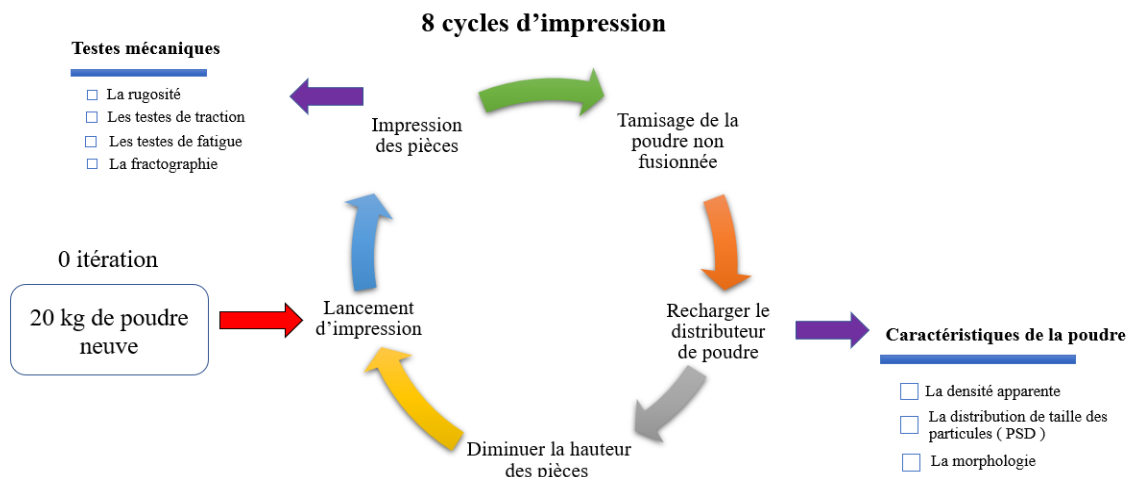 8 cycles d’impression
Testes mécaniques
La rugosité
Les testes de traction
Les testes de fatigue
La fractographie
Impression
des pièces
Tamisage de la
poudre non
fusionnée
0 itération
20 kg de poudre
neuve
Lancement
d’impression
Recharger le
distributeur
de poudre
Caractéristiques de la poudre
La densité apparente
La distribution de taille des
particules ( PSD )
La morphologie
Diminuer la hauteur
des pièces